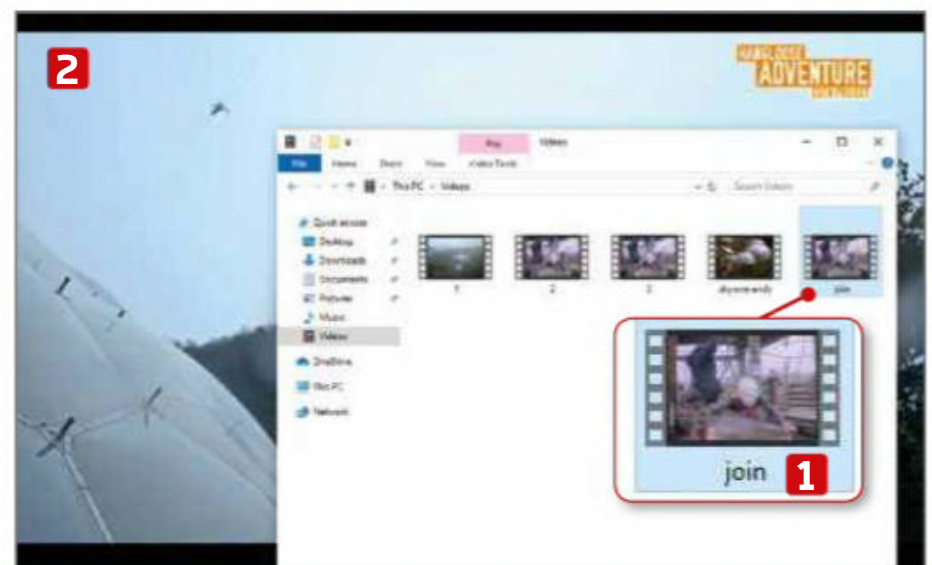 2
HANGLOOSE
ADVENTURE
Play
Videos
File
Home
Share
View
Video Tools
This PC
Videos
Search Videos
Quick access
Desktop
Downloads
Documents
Pictures
Music
Videos
OneDrive
This PC
Network
1
2
3
join
join
1